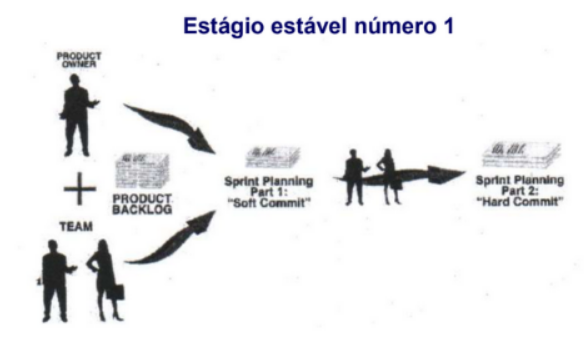 Estágio estável número 1
PRODUCT
OWNER
PRODUCT
BACKLOG
TEAM
Sprint Planning
Part 1:
"Soft Commit"
Sprint Planning
Part 2:
"Hard Commit"